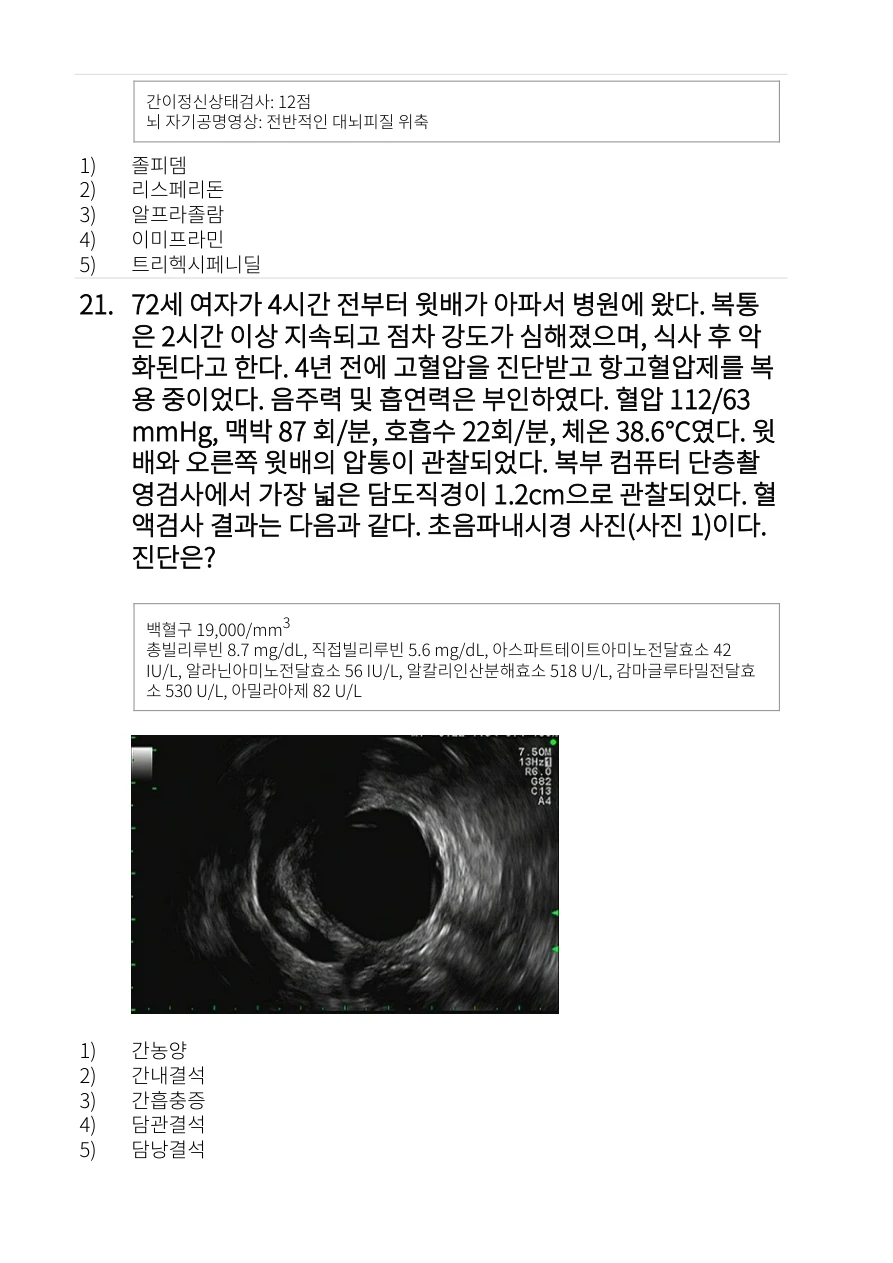 간이정신상태검사: 12점
뇌 자기공명영상: 전반적인 대뇌피질 위축
1) 졸피뎀
2) 리스페리돈
3) 알프라졸람
4) 이미프라민
5) 트리헥시페니딜
21. 72세 여자가 4시간 전부터 윗배가 아파서 병원에 왔다. 복통
은 2시간 이상 지속되고 점차 강도가 심해졌으며, 식사 후 악
화된다고 한다. 4년 전에 고혈압을 진단받고 항고혈압제를 복
용 중이었다. 음주력 및 흡연력은 부인하였다. 혈압 112/63
mmHg, 맥박 87 회/분, 호흡수 22회/분, 체온 38.6°C였다. 윗
배와 오른쪽 윗배의 압통이 관찰되었다. 복부 컴퓨터 단층촬
영검사에서 가장 넓은 담도직경이 1.2cm으로 관찰되었다. 혈
액검사 결과는 다음과 같다. 초음파내시경 사진(사진 1)이다.
진단은?
백혈구 19,000/mm³
총빌리루빈 8.7 mg/dL, 직접빌리루빈 5.6 mg/dL, 아스파트테이트아미노전달효소 42
IU/L, 알라닌아미노전달효소 56 IU/L, 알칼리인산분해효소 518 U/L, 감마글루타밀전달효
소 530 U/L, 아밀라아제 82 U/L
7.50M
13Hz1
R6.0
G82
C13
A4
1) 간농양
2) 간내결석
3) 간흡충증
4) 담관결석
5) 담낭결석